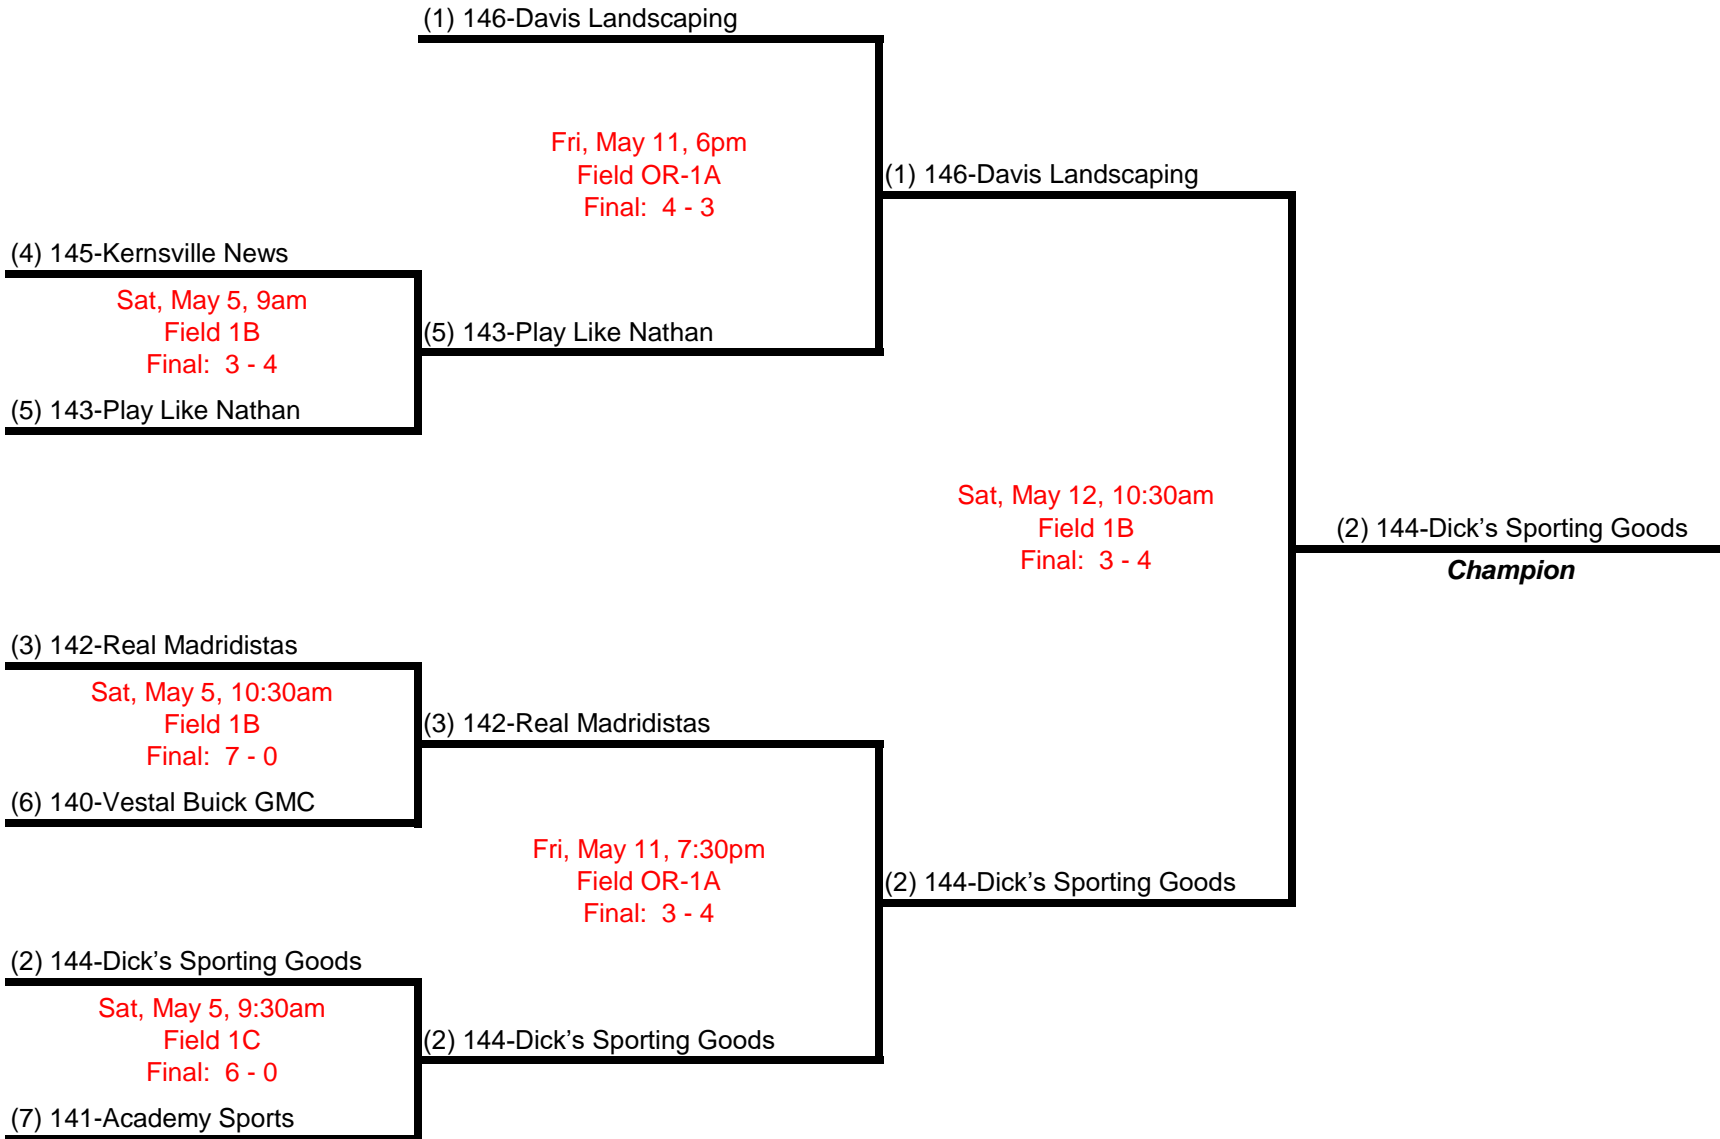 (1) 146-Davis Landscaping
Fri, May 11, 6pm
Field OR-1A
Final:  4 - 3
(1) 146-Davis Landscaping
(4) 145-Kernsville News
Sat, May 5, 9am
Field 1B
Final:  3 - 4
(5) 143-Play Like Nathan
(5) 143-Play Like Nathan
Sat, May 12, 10:30am
Field 1B
Final:  3 - 4
(2) 144-Dick’s Sporting Goods
Champion
(3) 142-Real Madridistas
Sat, May 5, 10:30am
Field 1B
Final:  7 - 0
(3) 142-Real Madridistas
(6) 140-Vestal Buick GMC
Fri, May 11, 7:30pm
Field OR-1A
Final:  3 - 4
(2) 144-Dick’s Sporting Goods
(2) 144-Dick’s Sporting Goods
Sat, May 5, 9:30am
Field 1C
Final:  6 - 0
(2) 144-Dick’s Sporting Goods
(7) 141-Academy Sports